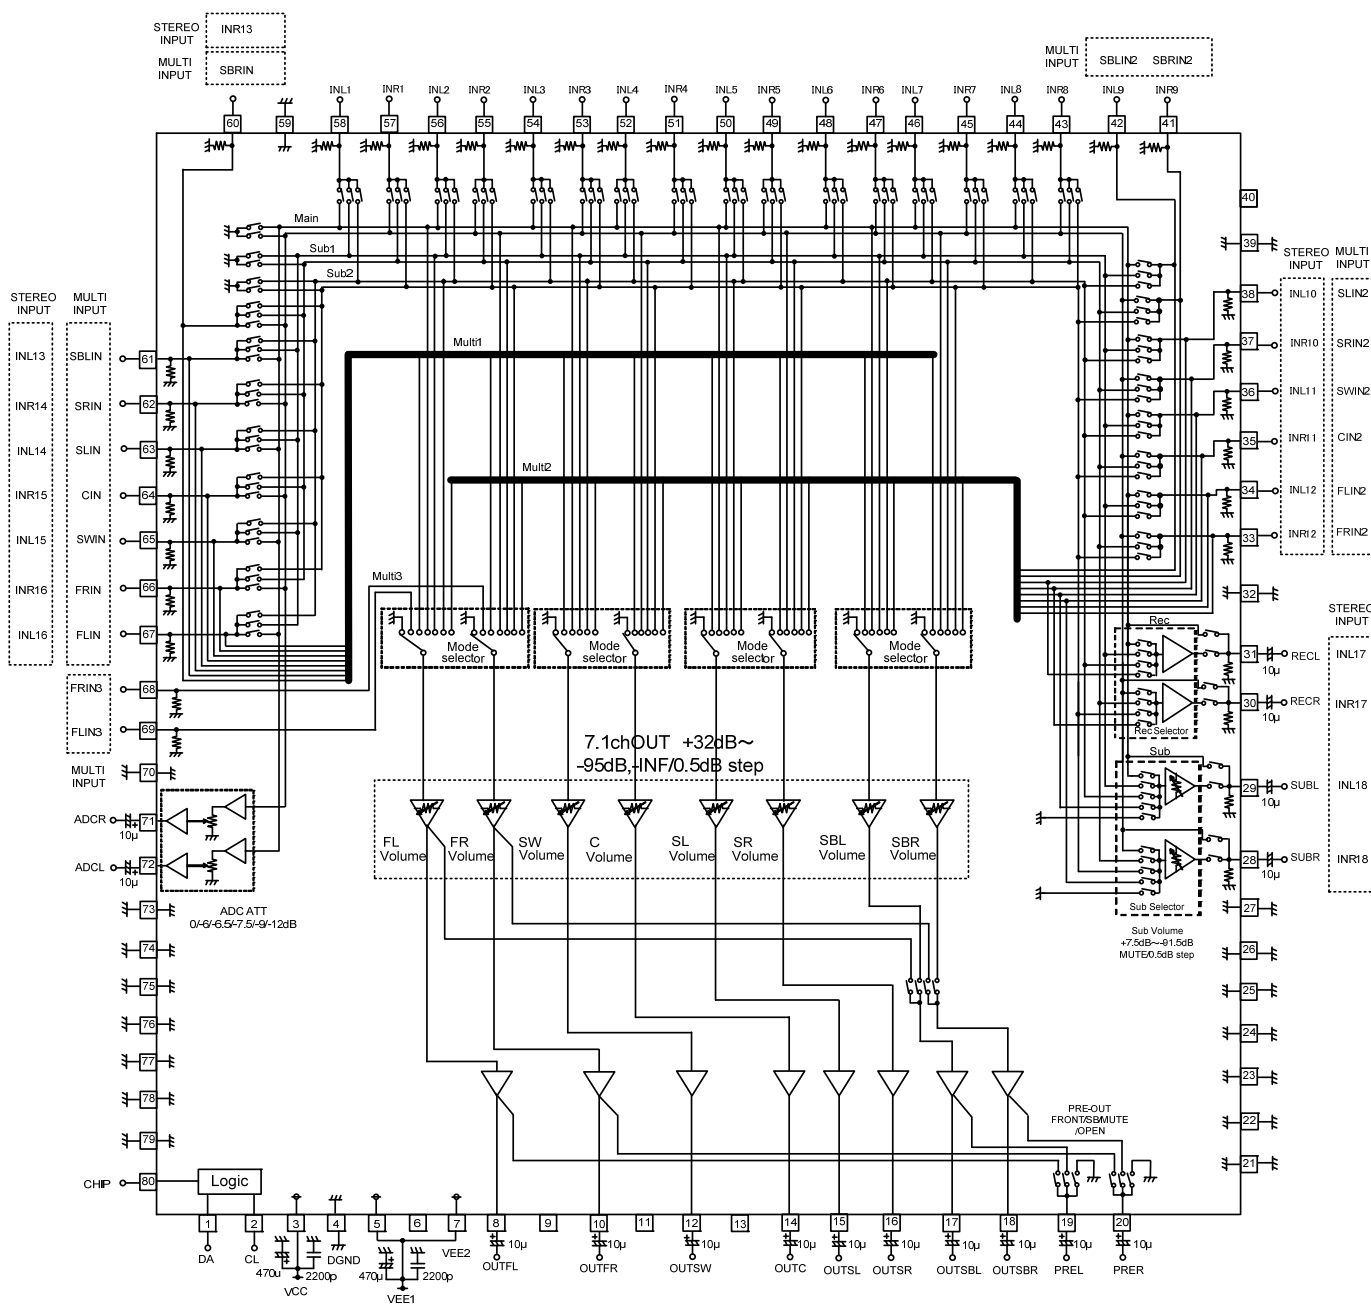 STEREO INPUT
INR13
MULTI INPUT
SBRIN
MULTI INPUT
SBLIN2 SBRIN2
INL1 INR1 INL2 INR2 INL3 INR3 INL4 INR4 INL5 INR5 INL6 INR6 INL7 INR7 INL8 INR8 INL9 INR9
60 59 58 57 56 55 54 53 52 51 50 49 48 47 46 45 44 43 42 41
Main
Sub1
Sub2
40
39
STEREO INPUT
MULTI INPUT
38 INL10 SLIN2
37 INR10 SRIN2
36 INL11 SWIN2
35 INR11 CIN2
34 INL12 FLIN2
33 INR12 FRIN2
32
STEREO INPUT
MULTI INPUT
INL13 SBLIN 61
INR14 SRIN 62
INL14 SLIN 63
INR15 CIN 64
INL15 SWIN 65
INR16 FRIN 66
INL16 FLIN 67
FRIN3 68
FLIN3 69
MULTI INPUT
70
ADCR 71
10μ
ADCL 72
10μ
ADC ATT
0/-6/-6.5/-7.5/-9/-12dB
73
74
75
76
77
78
79
CHIP 80
Logic
Multi1
Multi2
Multi3
Mode selector
Mode selector
Mode selector
Mode selector
7.1chOUT +32dB～
-95dB,-INF/0.5dB step
FL Volume
FR Volume
SW Volume
C Volume
SL Volume
SR Volume
SBL Volume
SBR Volume
STEREO INPUT
Rec
31 RECL INL17
10μ
30 RECR INR17
10μ
Rec Selector
Sub
29 SUBL INL18
10μ
28 SUBR INR18
10μ
Sub Selector
Sub Volume
+7.5dB～-91.5dB
MUTE/0.5dB step
27
26
25
24
23
22
21
PRE-OUT
FRONT/SB/MUTE
/OPEN
1 2 3 4 5 6 7 8 9 10 11 12 13 14 15 16 17 18 19 20
DA CL
470u 2200p
VCC
DGND
470μ 2200p
VEE1
VEE2
10μ 10μ 10μ 10μ 10μ 10μ 10μ 10μ 10μ 10μ
OUTFL OUTFR OUTSW OUTC OUTSL OUTSR OUTSBL OUTSBR PREL PRER